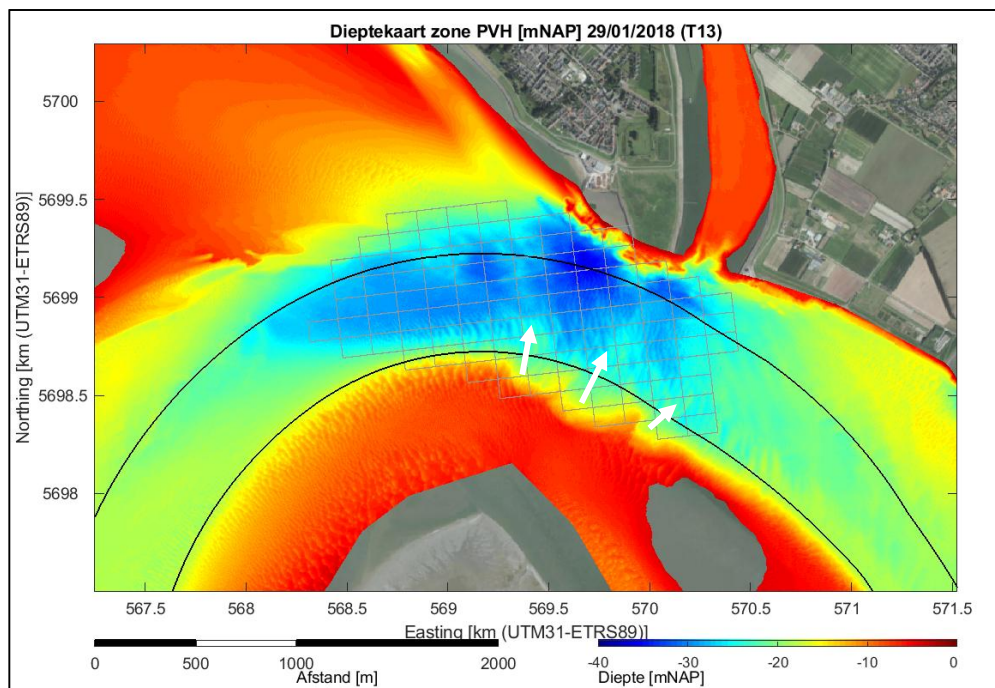 Dieptekaart zone PVH [mNAP] 29/01/2018 (T13)
5700
5699.5
5699
5698.5
5698
Northing [km (UTM31-ETRS89)]
567.5 568 568.5 569 569.5 570 570.5 571 571.5
Easting [km (UTM31-ETRS89)]
0 500 1000 2000
Afstand [m]
-40 -30 -20 -10 0
Diepte [mNAP]